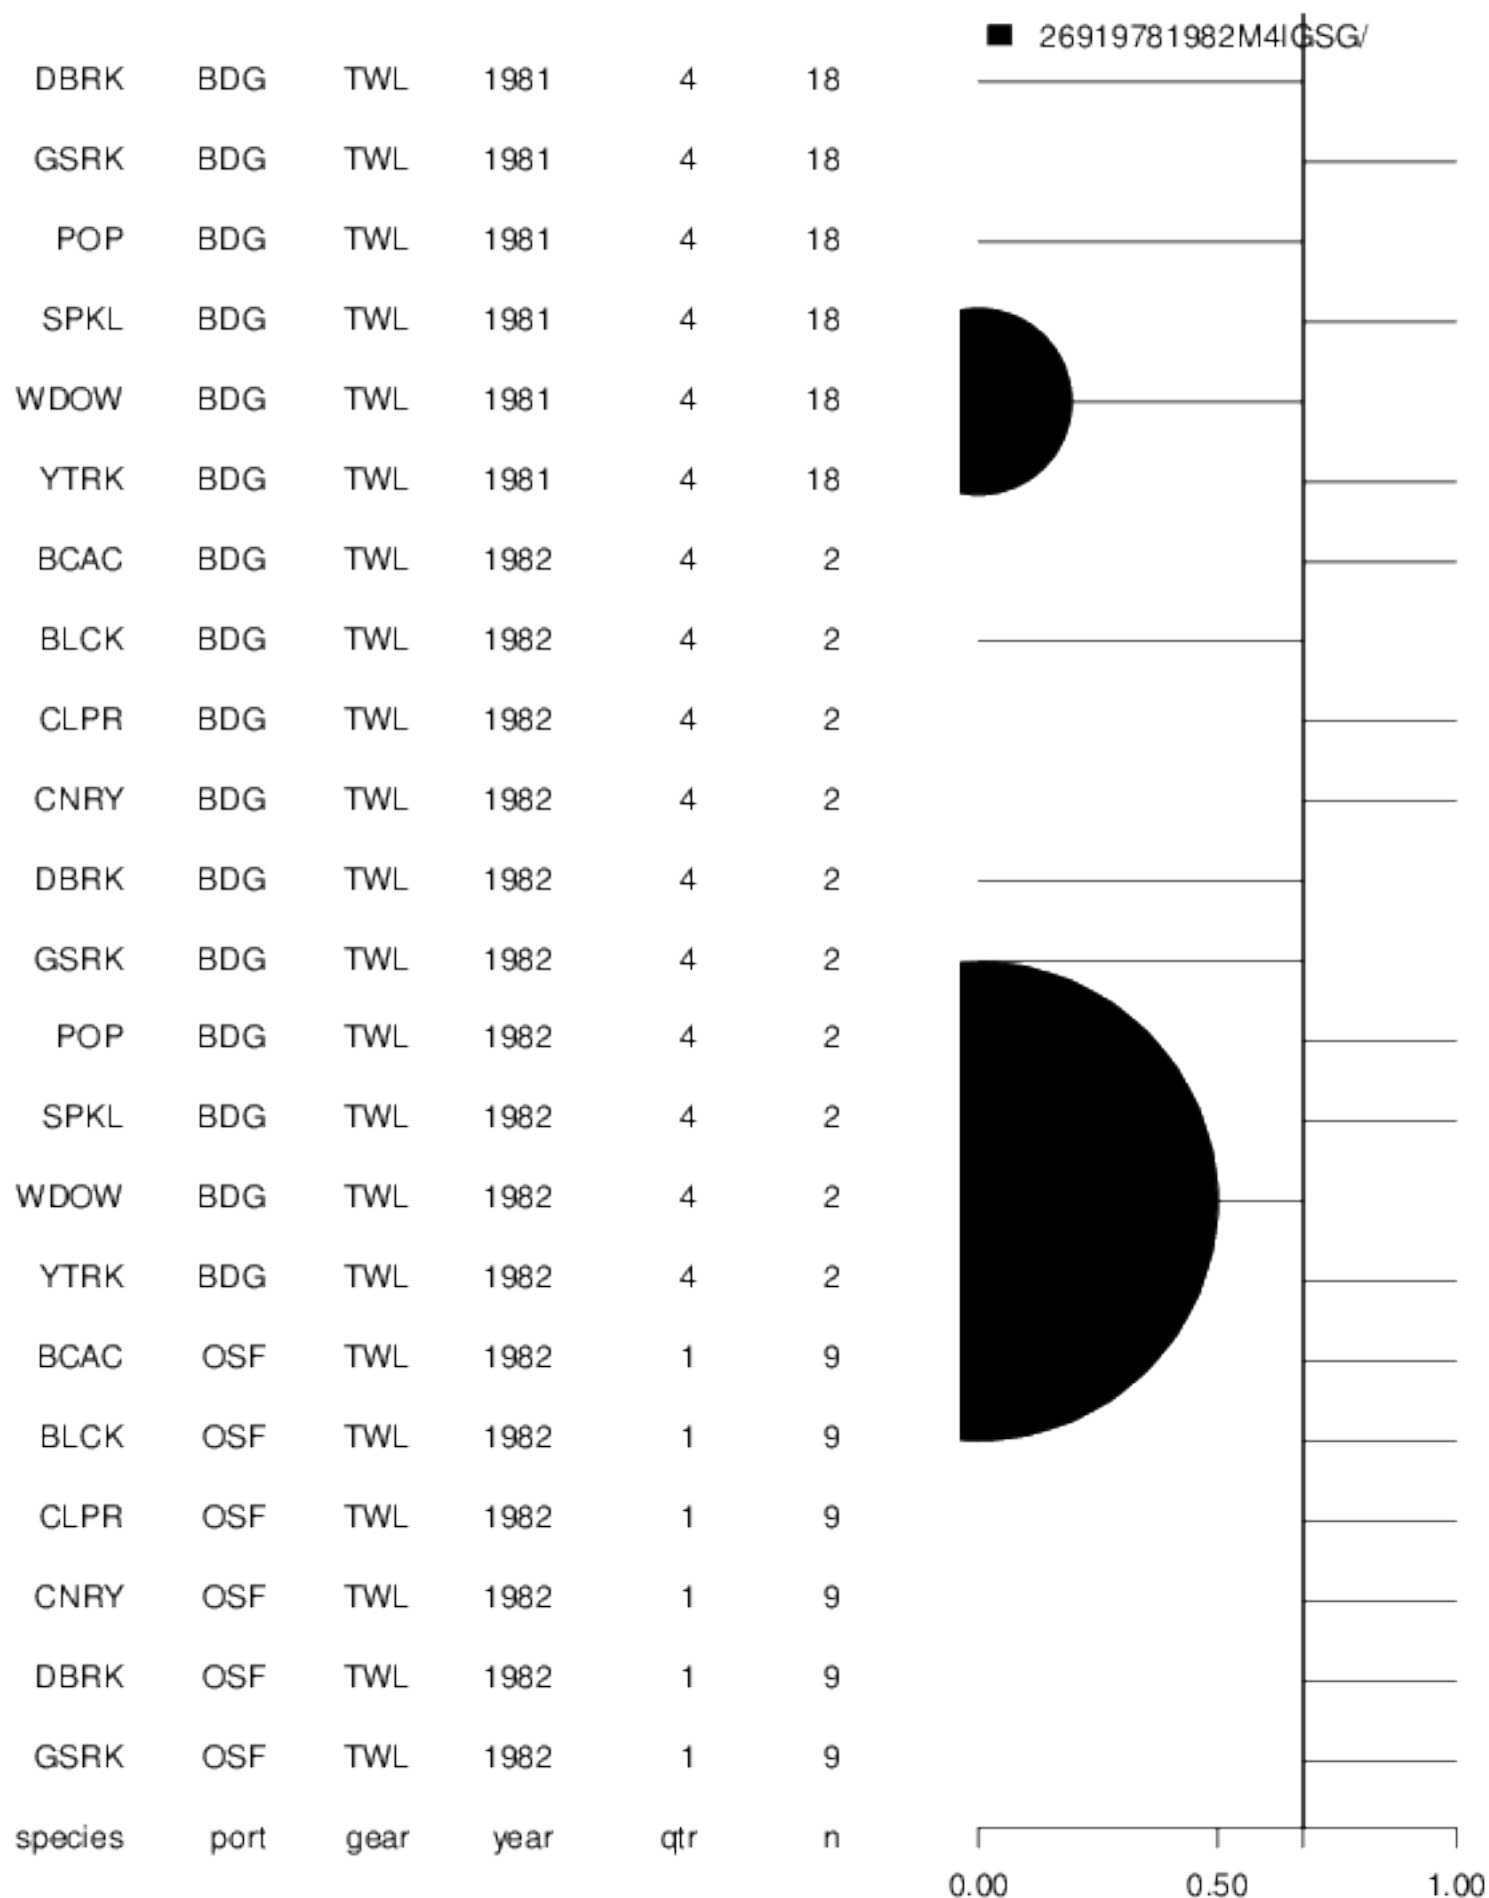 26919781982M4IGSG/
DBRK BDG TWL 1981 4 18
GSRK BDG TWL 1981 4 18
POP BDG TWL 1981 4 18
SPKL BDG TWL 1981 4 18
WDOW BDG TWL 1981 4 18
YTRK BDG TWL 1981 4 18
BCAC BDG TWL 1982 4 2
BLCK BDG TWL 1982 4 2
CLPR BDG TWL 1982 4 2
CNRY BDG TWL 1982 4 2
DBRK BDG TWL 1982 4 2
GSRK BDG TWL 1982 4 2
POP BDG TWL 1982 4 2
SPKL BDG TWL 1982 4 2
WDOW BDG TWL 1982 4 2
YTRK BDG TWL 1982 4 2
BCAC OSF TWL 1982 1 9
BLCK OSF TWL 1982 1 9
CLPR OSF TWL 1982 1 9
CNRY OSF TWL 1982 1 9
DBRK OSF TWL 1982 1 9
GSRK OSF TWL 1982 1 9
species port gear year qtr n
0.00 0.50 1.00